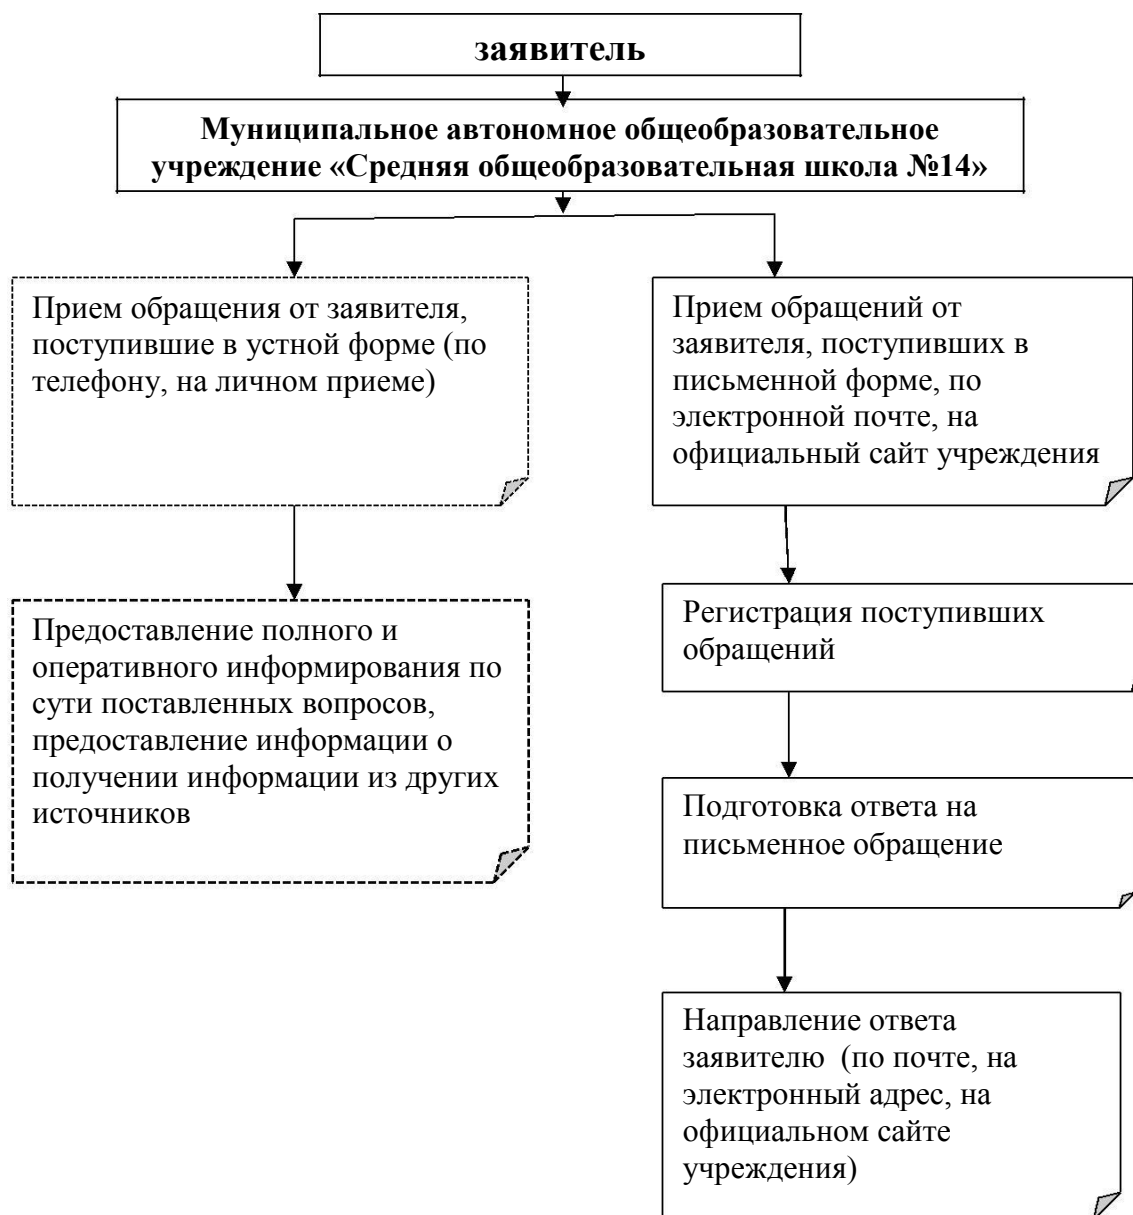 заявитель
Муниципальное автономное общеобразовательное
учреждение «Средняя общеобразовательная школа №14»
Прием обращения от заявителя,
поступившие в устной форме (по
телефону, на личном приеме)
Предоставление полного и
оперативного информирования по
сути поставленных вопросов,
предоставление информации о
получении информации из других
источников
Прием обращений от
заявителя, поступивших в
письменной форме, по
электронной почте, на
официальный сайт учреждения
Регистрация поступивших
обращений
Подготовка ответа на
письменное обращение
Направление ответа
заявителю (по почте, на
электронный адрес, на
официальном сайте
учреждения)